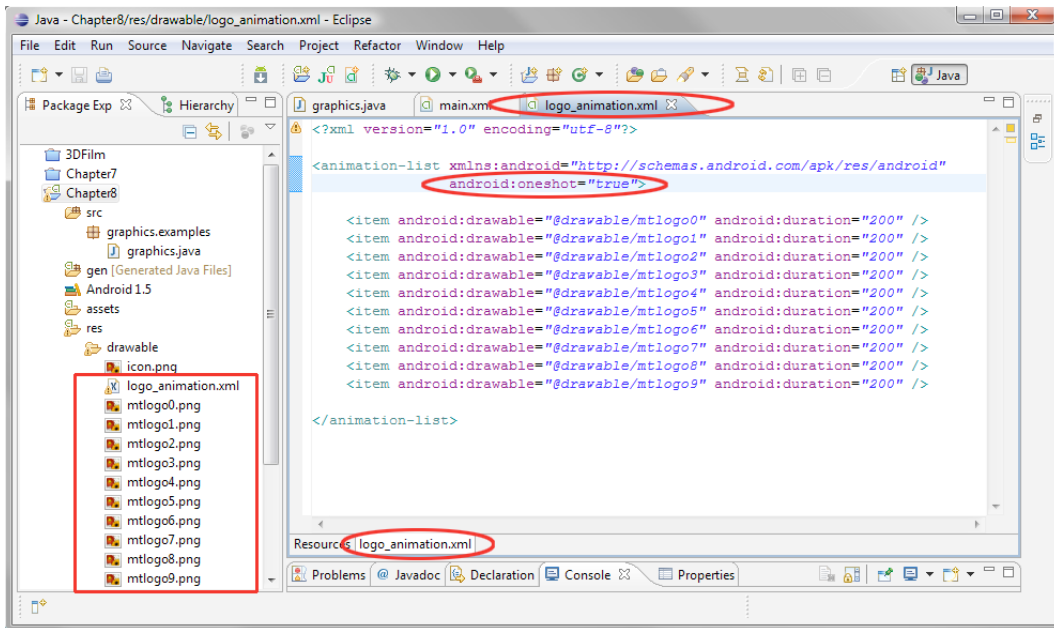 Java - Chapter8/res/drawable/logo_animation.xml - Eclipse
File Edit Run Source Navigate Search Project Refactor Window Help
Java
Package Exp Hierarchy
3DFilm
Chapter7
Chapter8
src
graphics.examples
graphics.java
gen [Generated Java Files]
Android 1.5
assets
res
drawable
icon.png
logo_animation.xml
mtlogo0.png
mtlogo1.png
mtlogo2.png
mtlogo3.png
mtlogo4.png
mtlogo5.png
mtlogo6.png
mtlogo7.png
mtlogo8.png
mtlogo9.png
graphics.java main.xml logo_animation.xml
<?xml version="1.0" encoding="utf-8"?>
<animation-list xmlns:android="http://schemas.android.com/apk/res/android"
android:oneshot="true">
<item android:drawable="@drawable/mtlogo0" android:duration="200" />
<item android:drawable="@drawable/mtlogo1" android:duration="200" />
<item android:drawable="@drawable/mtlogo2" android:duration="200" />
<item android:drawable="@drawable/mtlogo3" android:duration="200" />
<item android:drawable="@drawable/mtlogo4" android:duration="200" />
<item android:drawable="@drawable/mtlogo5" android:duration="200" />
<item android:drawable="@drawable/mtlogo6" android:duration="200" />
<item android:drawable="@drawable/mtlogo7" android:duration="200" />
<item android:drawable="@drawable/mtlogo8" android:duration="200" />
<item android:drawable="@drawable/mtlogo9" android:duration="200" />
</animation-list>
Resources logo_animation.xml
Problems @ Javadoc Declaration Console Properties